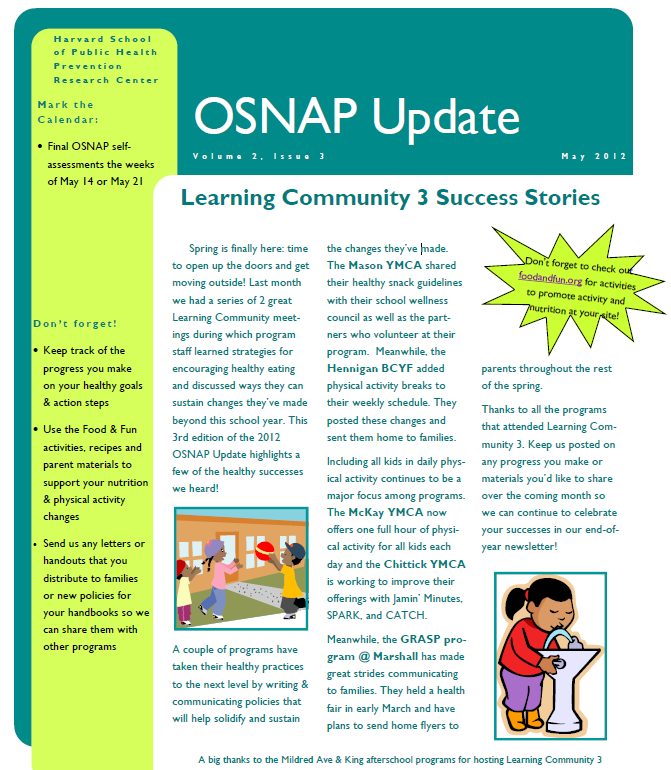 Harvard School
of Public Health
Prevention
Research Center
Mark the
Calendar:
• Final OSNAP self-
assessments the weeks
of May 14 or May 21
Don't forget!
• Keep track of the
progress you make
on your healthy goals
& action steps
• Use the Food & Fun
activities, recipes and
parent materials to
support your nutrition
& physical activity
changes
• Send us any letters or
handouts that you
distribute to families
or new policies for
your handbooks so we
can share them with
other programs
OSNAP Update
Volume 2, Issue 3
May 2012
Learning Community 3 Success Stories
Spring is finally here: time
to open up the doors and get
moving outside! Last month
we had a series of 2 great
Learning Community meet-
ings during which program
staff learned strategies for
encouraging healthy eating
and discussed ways they can
sustain changes they've made
beyond this school year. This
3rd edition of the 2012
OSNAP Update highlights a
few of the healthy successes
we heard!
A couple of programs have
taken their healthy practices
to the next level by writing &
communicating policies that
will help solidify and sustain
the changes they've made.
The Mason YMCA shared
their healthy snack guidelines
with their school wellness
council as well as the part-
ners who volunteer at their
program. Meanwhile, the
Hennigan BCYF added
physical activity breaks to
their weekly schedule. They
posted these changes and
sent them home to families.
Including all kids in daily phys-
ical activity continues to be a
major focus among programs.
The McKay YMCA now
offers one full hour of physi-
cal activity for all kids each
day and the Chittick YMCA
is working to improve their
offerings with Jamin' Minutes,
SPARK, and CATCH.
Meanwhile, the GRASP pro-
gram @ Marshall has made
great strides communicating
to families. They held a health
fair in early March and have
plans to send home flyers to
Don't forget to check out
foodandfun.org for activities
to promote activity and
nutrition at your site!
parents throughout the rest
of the spring.
Thanks to all the programs
that attended Learning Com-
munity 3. Keep us posted on
any progress you make or
materials you'd like to share
over the coming month so
we can continue to celebrate
your successes in our end-of-
year newsletter!
A big thanks to the Mildred Ave & King afterschool programs for hosting Learning Community 3